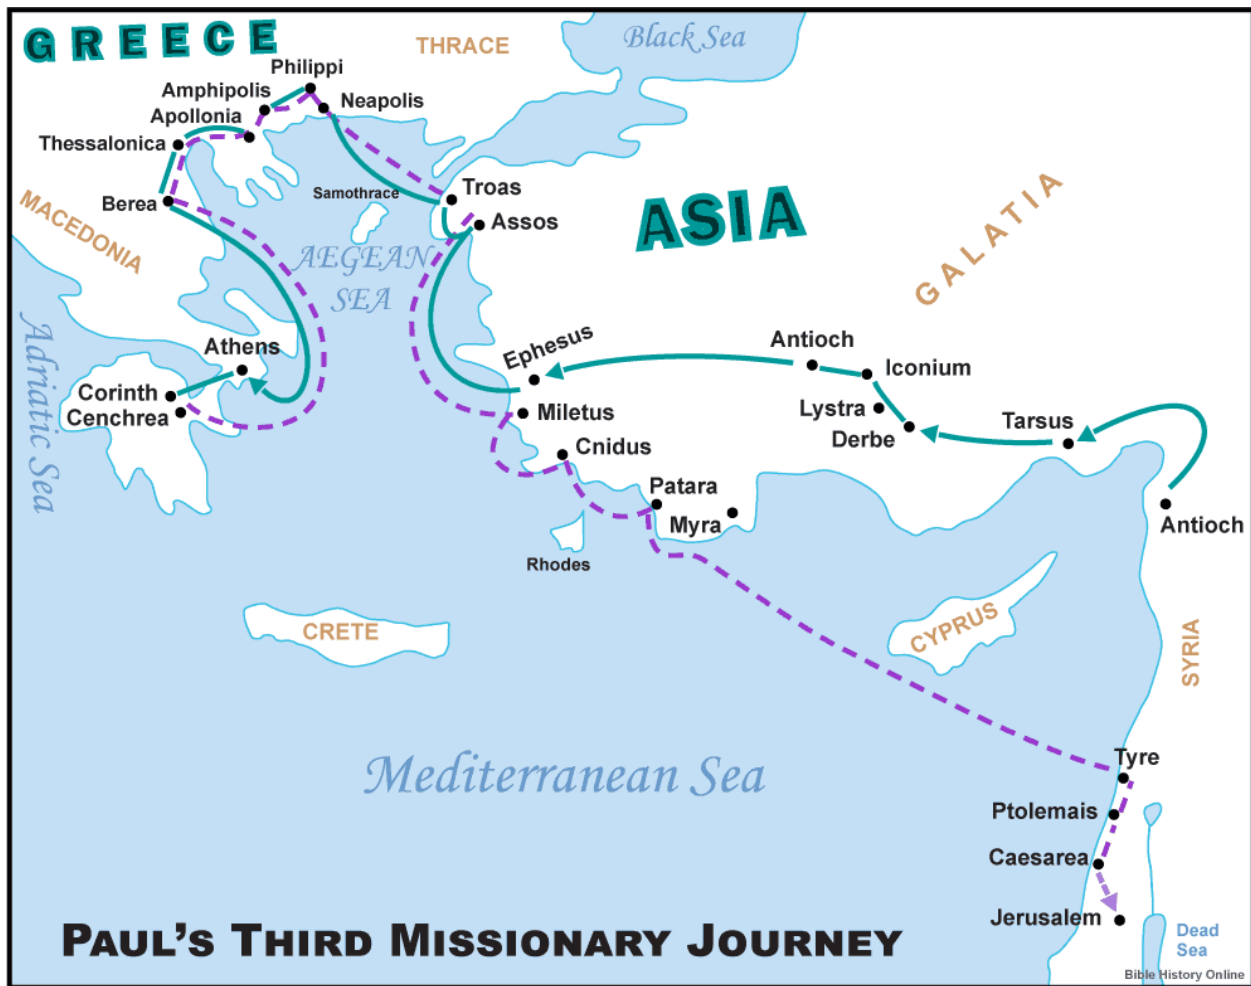 GREECE
THRACE
Black Sea
Philippi
Amphipolis
Neapolis
Apollonia
Thessalonica
Samothrace
Troas
Berea
Assos
MACEDONIA
ASIA
GALATIA
AEGEAN
SEA
Adriatic Sea
Athens
Ephesus
Antioch
Iconium
Corinth
Cenchrea
Miletus
Lystra
Derbe
Tarsus
Cnidus
Patara
Myra
Antioch
Rhodes
CRETE
CYPRUS
SYRIA
Mediterranean Sea
Tyre
Ptolemais
Caesarea
Jerusalem
PAUL'S THIRD MISSIONARY JOURNEY
Dead
Sea
Bible History Online